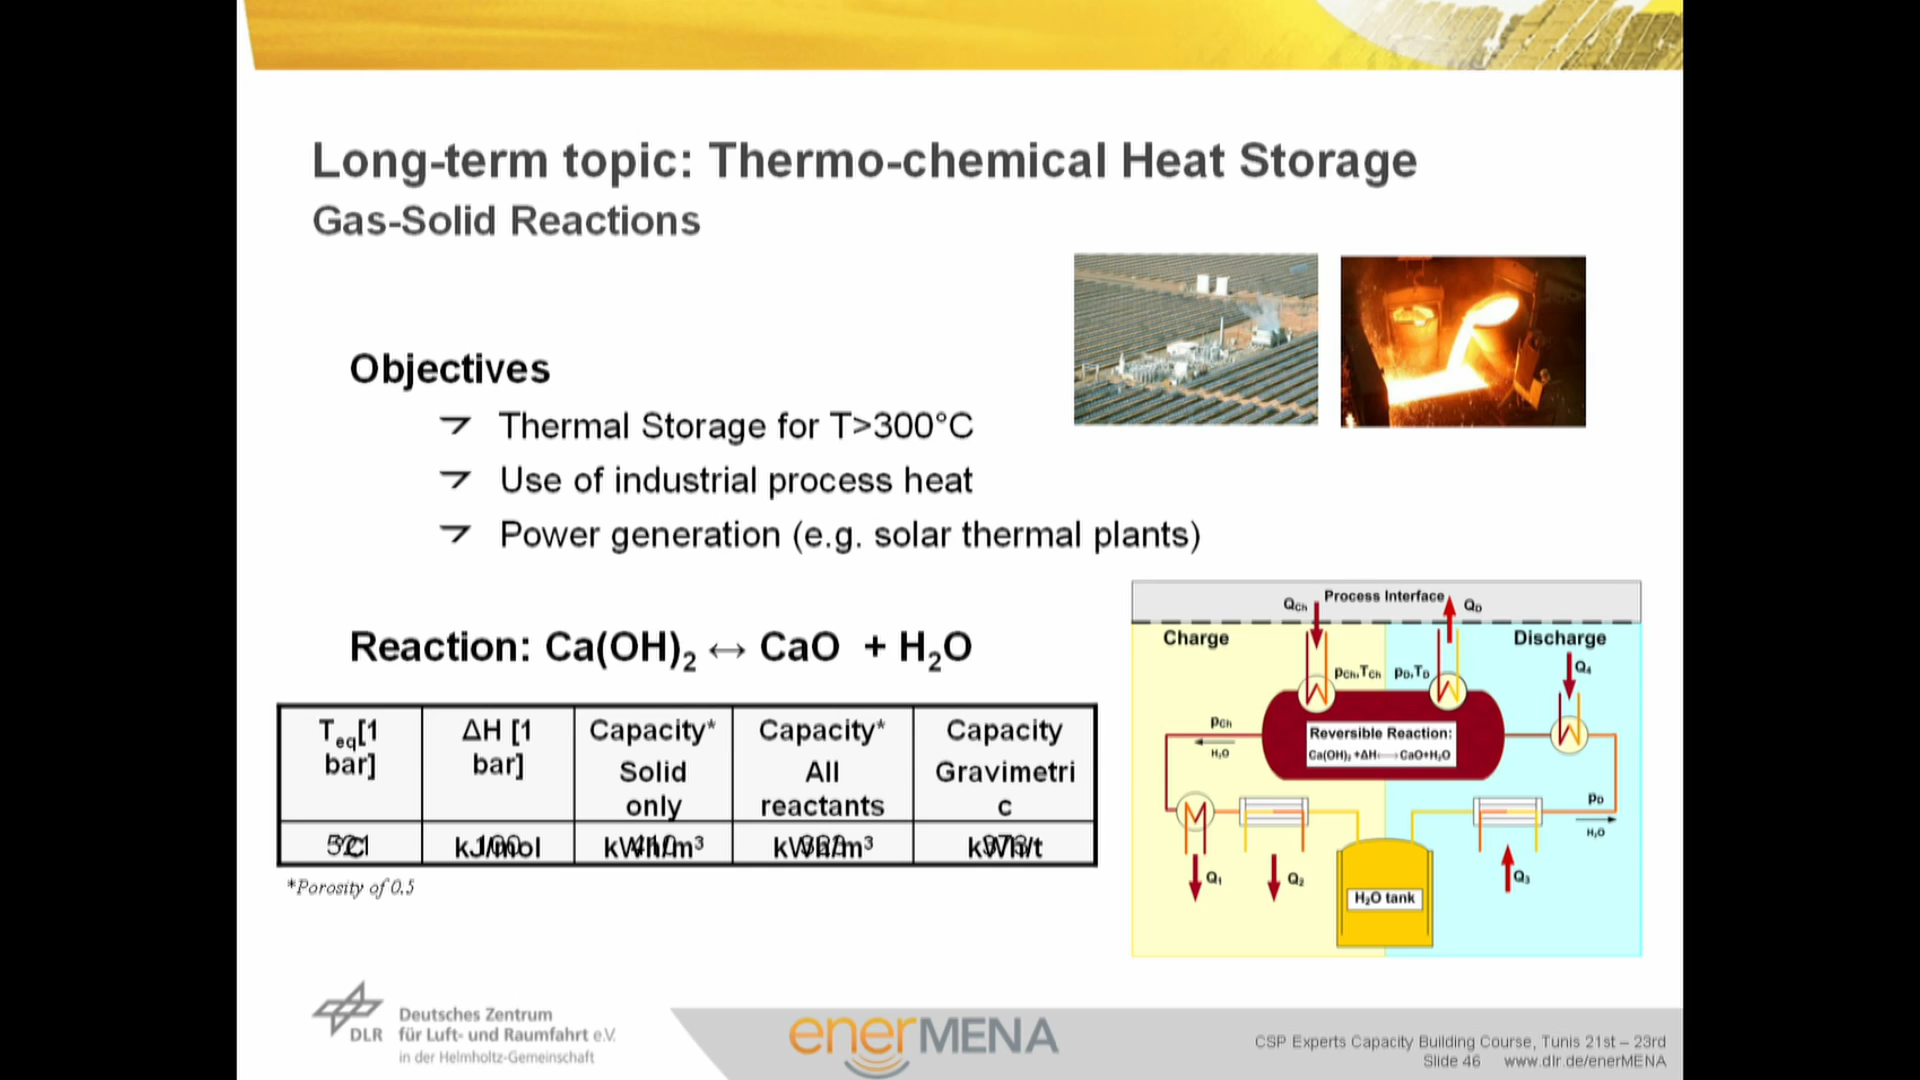 Long-term topic: Thermo-chemical Heat Storage
Gas-Solid Reactions
Objectives
Thermal Storage for T>300°C
Use of industrial process heat
Power generation (e.g. solar thermal plants)
Reaction: Ca(OH)₂ ↔ CaO + H₂O
Teq[1 bar]
ΔH [1 bar]
Capacity* Solid only
Capacity* All reactants
Capacity Gravimetric
°C
kJ/mol
kWh/m³
kWh/m³
kWh/t
*Porosity of 0.5
QCh Process Interface QD
Charge
Discharge
Q₄
pCh,TCh pD,TD
pCh
H₂O
Reversible Reaction:
Ca(OH)₂ +ΔH⟷CaO+H₂O
pD
H₂O
Q₁
Q₂
Q₃
H₂O tank
DLR
Deutsches Zentrum
für Luft- und Raumfahrt e.V.
in der Helmholtz-Gemeinschaft
enerMENA
CSP Experts Capacity Building Course, Tunis 21st – 23rd
Slide 46 www.dlr.de/enerMENA